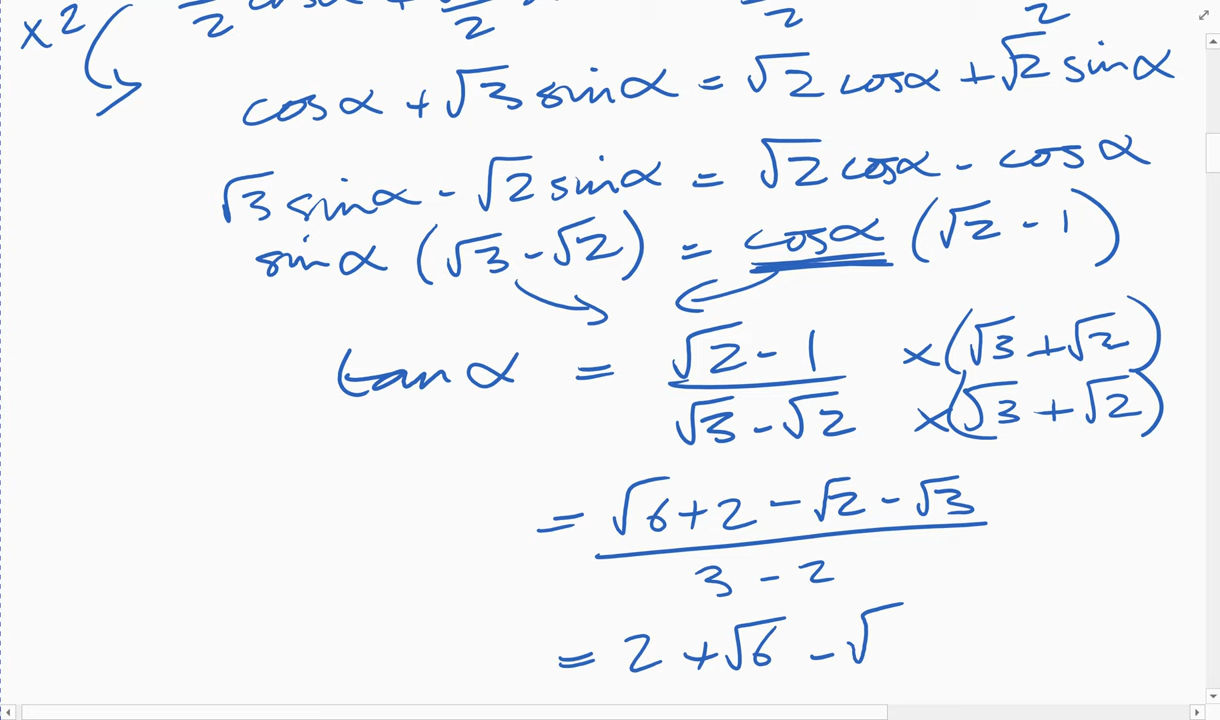 x2
cosα + √3 sinα = √2 cosα + √2 sinα
√3 sinα - √2 sinα = √2 cosα - cosα
sinα (√3 - √2) = cosα (√2 - 1)
tanα = (√2 - 1)/(√3 - √2) ×(√3 + √2)/×(√3 + √2)
= (√6 + 2 - √2 - √3)/(3 - 2)
= 2 + √6 - √